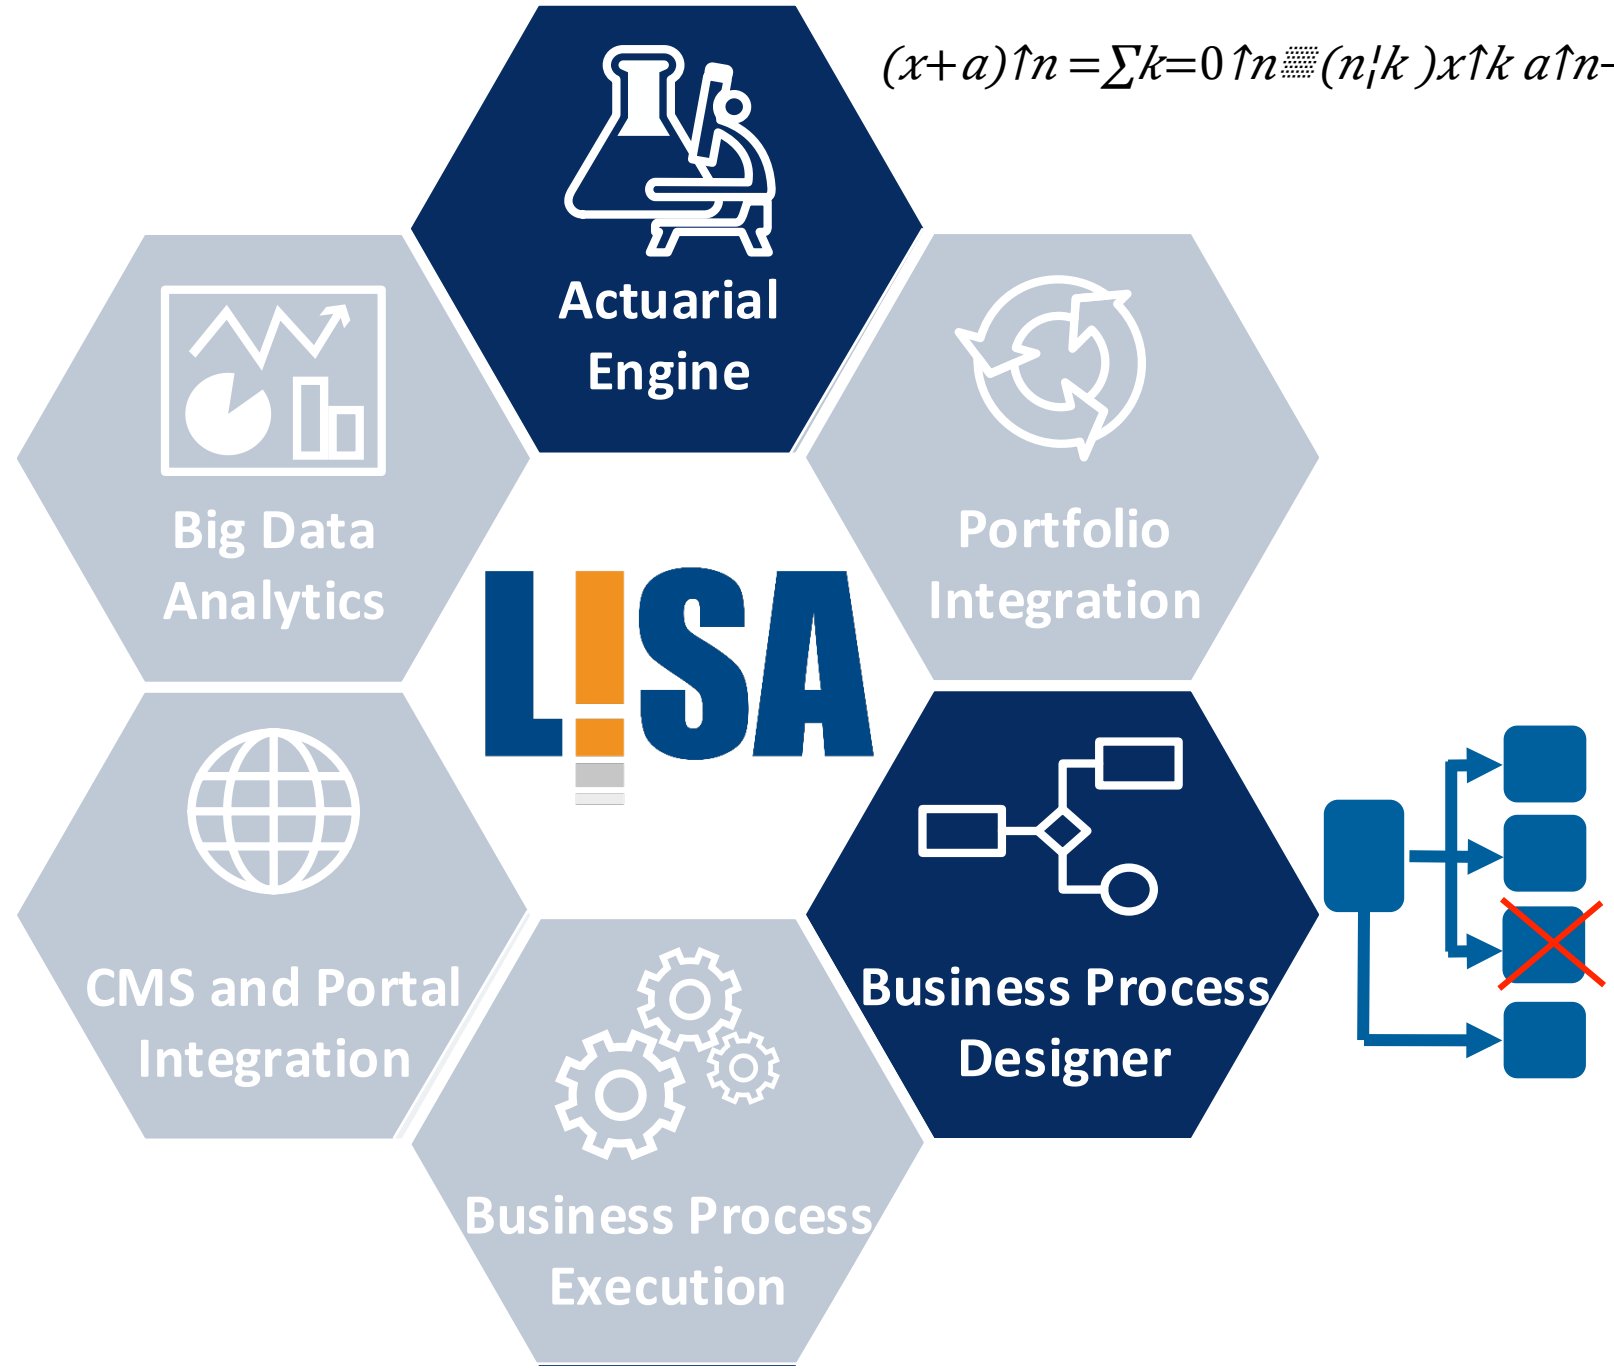 (x+a)↑n =∑k=0↑n▒(n¦k )x↑k a↑n-
Actuarial
Engine
Big Data
Analytics
Portfolio
Integration
L!SA
CMS and Portal
Integration
Business Process
Designer
Business Process
Execution